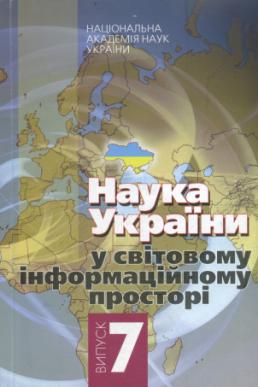 НАЦІОНАЛЬНА
АКАДЕМІЯ НАУК
УКРАЇНИ
Наука
України
у світовому
інформаційному
просторі
ВИПУСК
7